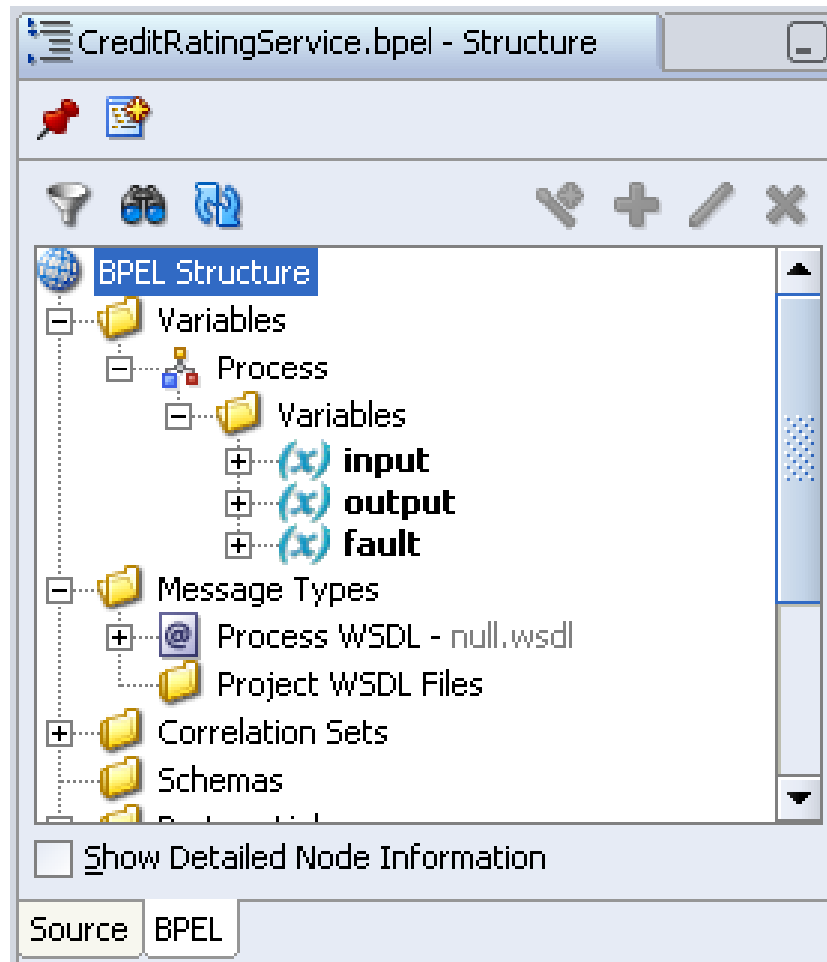 CreditRatingService.bpel - Structure
BPEL Structure
Variables
Process
Variables
(x) input
(x) output
(x) fault
Message Types
@ Process WSDL - null.wsdl
Project WSDL Files
Correlation Sets
Schemas
Show Detailed Node Information
Source BPEL